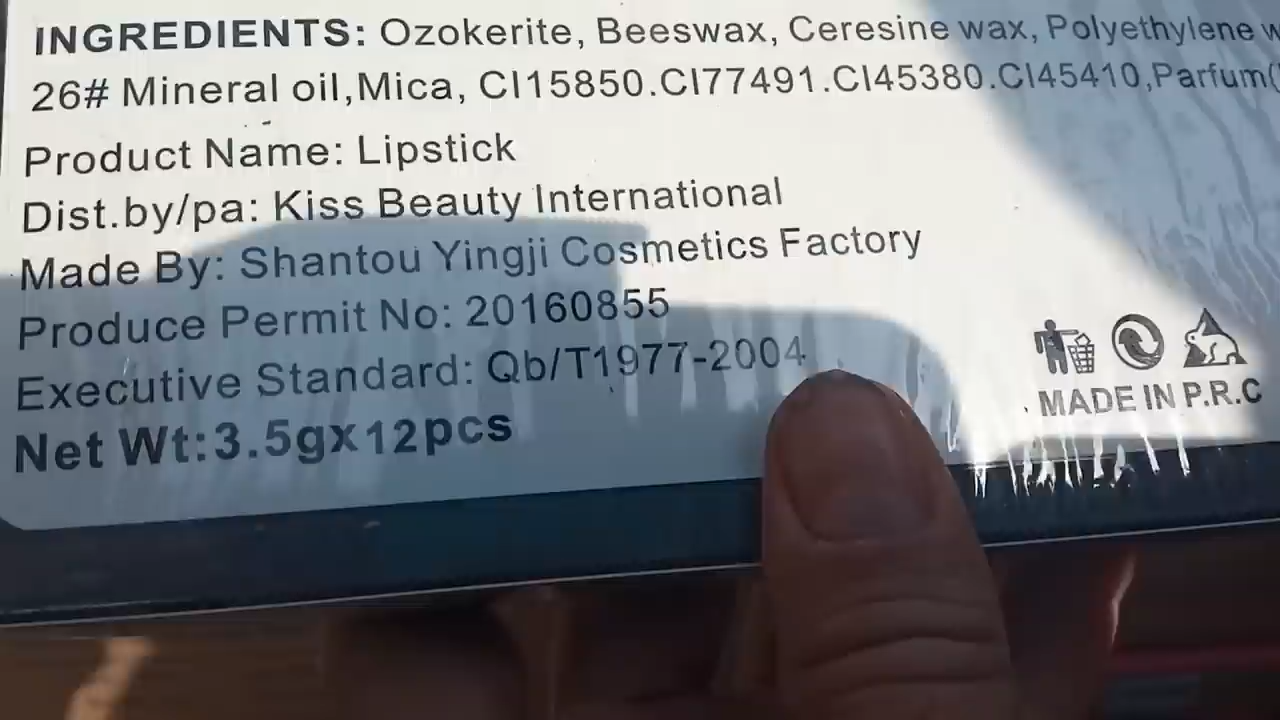 INGREDIENTS: Ozokerite, Beeswax, Ceresine wax, Polyethylene
26# Mineral oil,Mica, CI15850.CI77491.CI45380.CI45410,Parfum(
Product Name: Lipstick
Dist.by/pa: Kiss Beauty International
Made By: Shantou Yingji Cosmetics Factory
Produce Permit No: 20160855
Executive Standard: Qb/T1977-2004
Net Wt:3.5gx12pcs
MADE IN P.R.C